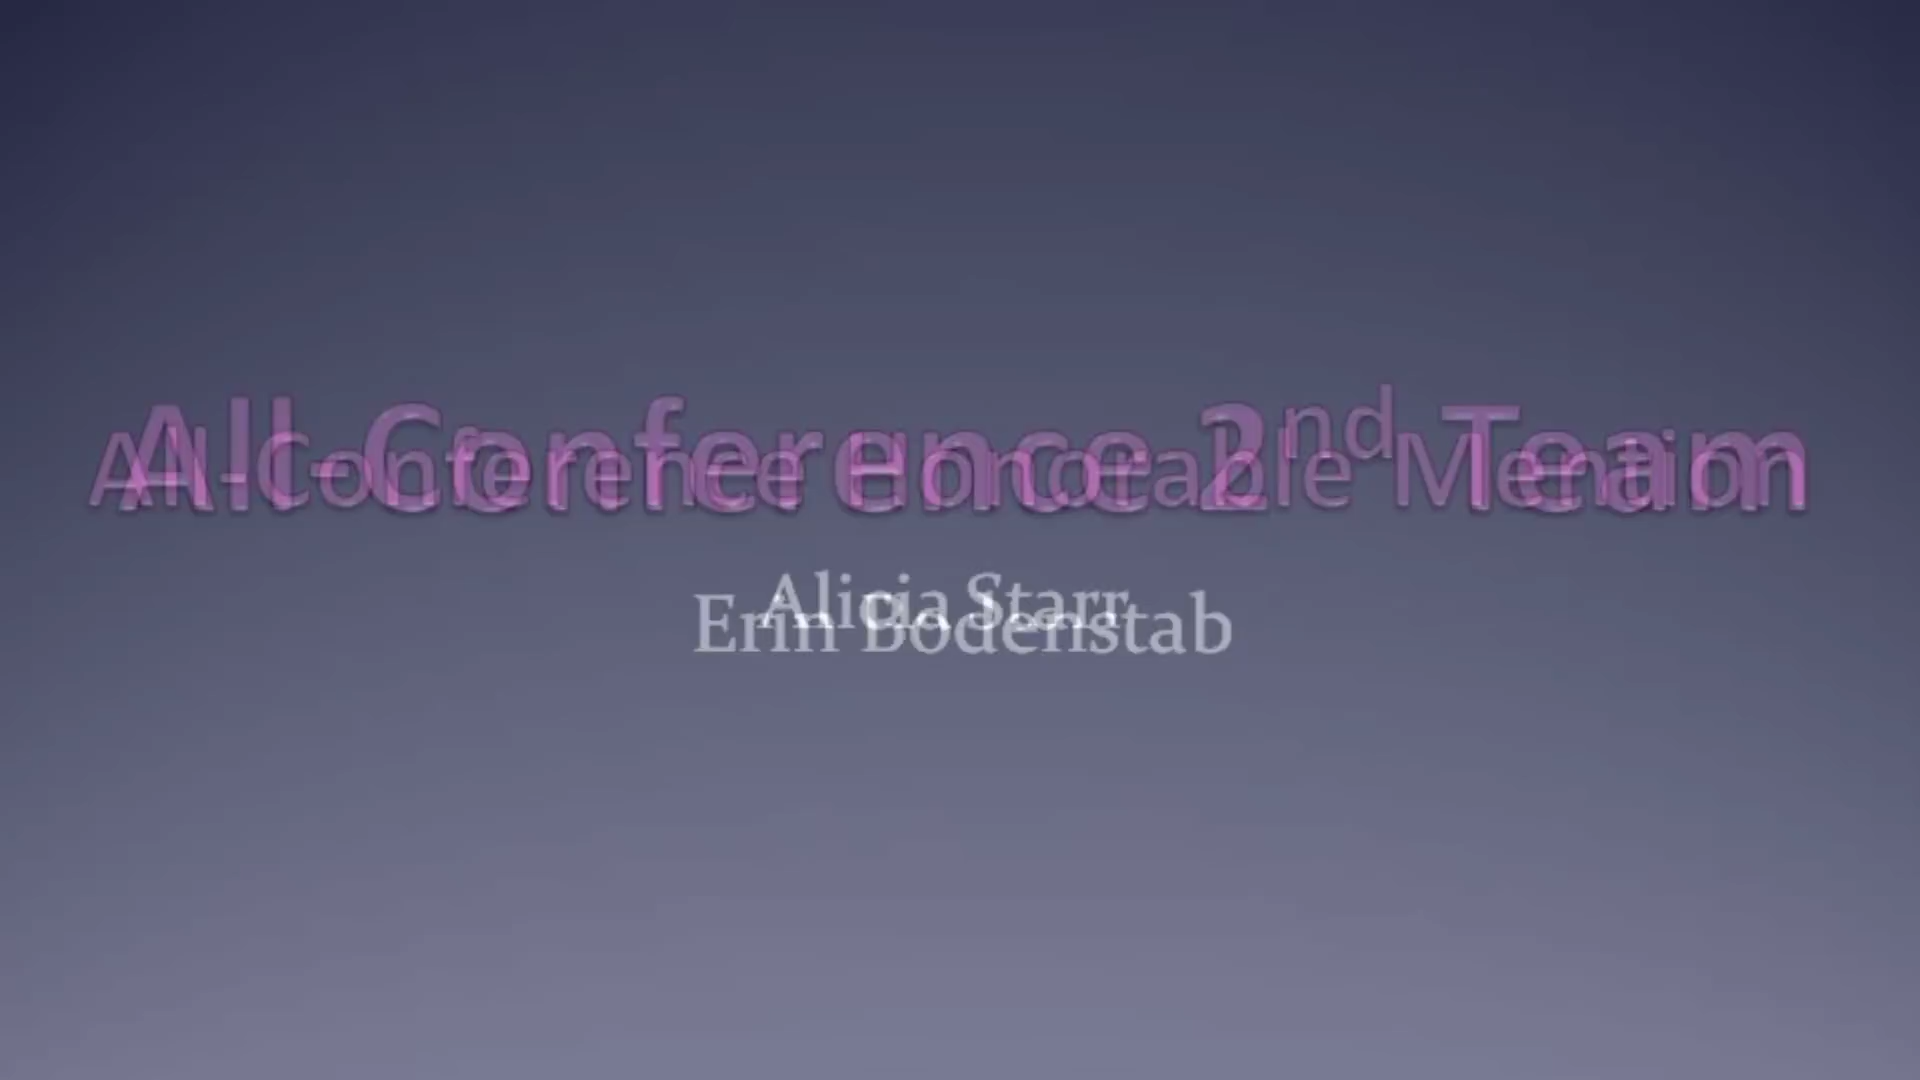 All-Conference 2nd Team
All-Conference Honorable Mention
Alicia Starr
Erin Bodenstab